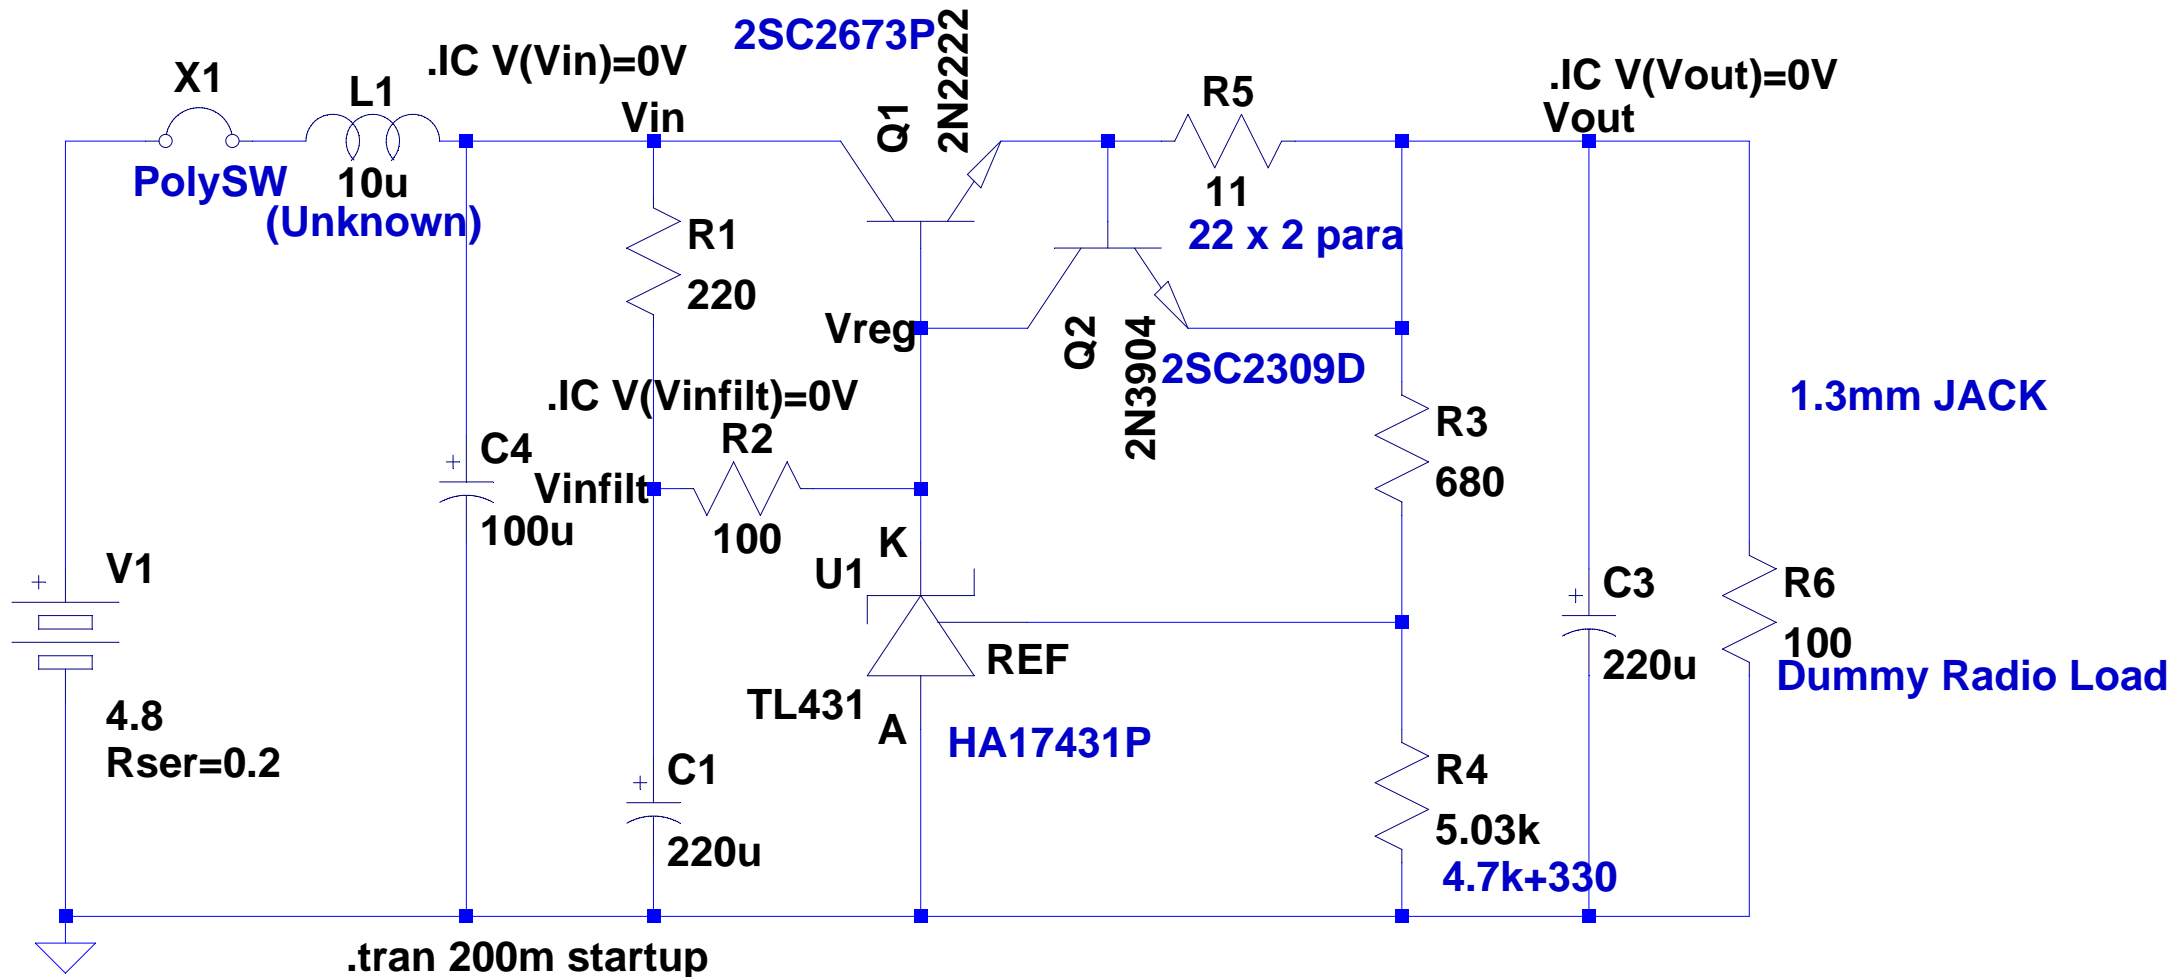 2SC2673P
2N2222
.IC V(Vin)=0V
.IC V(Vout)=0V
X1
L1
Q1
R5
Vin
Vout
PolySW
10u
(Unknown)
11
22 x 2 para
R1
220
Vreg
Q2
2N3904
2SC2309D
.IC V(Vinfilt)=0V
1.3mm JACK
R2
R3
680
C4
100u
Vinfilt
100
K
U1
V1
+
+
+
+
C3
220u
R6
100
Dummy Radio Load
REF
TL431
A
HA17431P
4.8
Rser=0.2
C1
220u
R4
5.03k
4.7k+330
.tran 200m startup